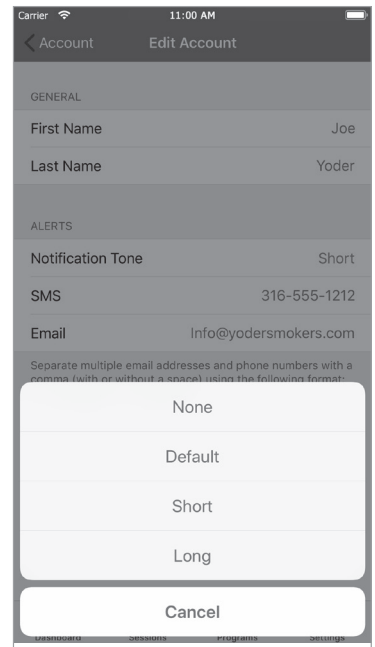 Carrier 11:00 AM
Account Edit Account
GENERAL
First Name Joe
Last Name Yoder
ALERTS
Notification Tone Short
SMS 316-555-1212
Email Info@yodersmokers.com
Separate multiple email addresses and phone numbers with a
comma (with or without a space) using the following format:
None
Default
Short
Long
Cancel
Dashboard Sessions Programs Settings